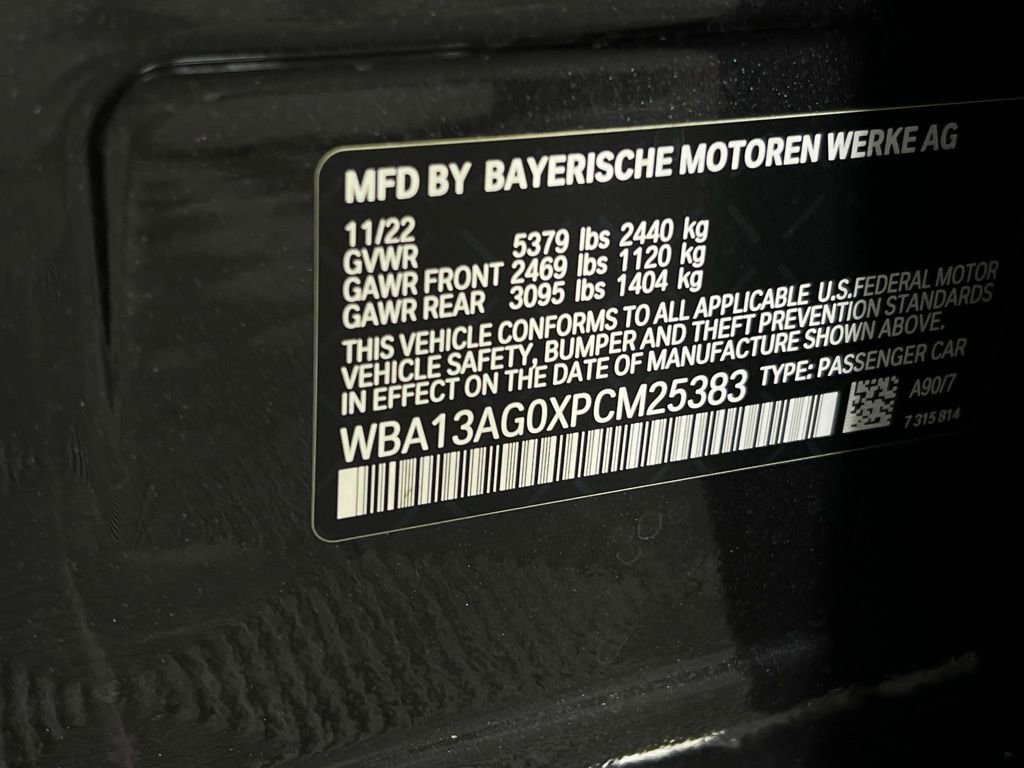 MFD BY BAYERISCHE MOTOREN WERKE AG
11/22
GVWR 5379 lbs 2440 kg
GAWR FRONT 2469 lbs 1120 kg
GAWR REAR 3095 lbs 1404 kg
THIS VEHICLE CONFORMS TO ALL APPLICABLE U.S.FEDERAL MOTOR
VEHICLE SAFETY, BUMPER AND THEFT PREVENTION STANDARDS
IN EFFECT ON THE DATE OF MANUFACTURE SHOWN ABOVE.
WBA13AG0XPCM25383 TYPE: PASSENGER CAR
A90/7
7 315 814